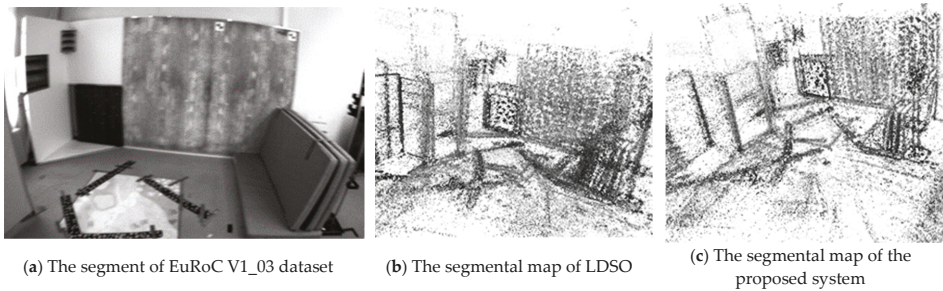 (a) The segment of EuRoC V1_03 dataset
(b) The segmental map of LDSO
(c) The segmental map of the
proposed system